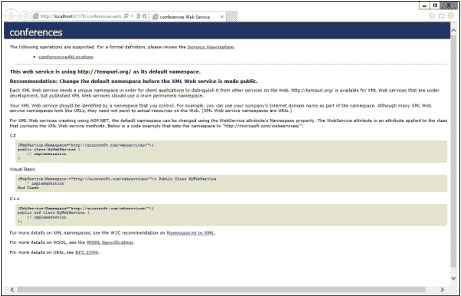 conferences Web Service
conferences
The following operations are supported. For a formal definition, please review the Service Description.
This web service is using http://tempuri.org/ as its default namespace.
Recommendation: Change the default namespace before the XML Web service is made public.
Each XML Web service needs a unique namespace in order for client applications to distinguish it from other services on the Web. http://tempuri.org/ is available for XML Web services that are under
development, but published XML Web services should use a more permanent namespace.
Your XML Web service should be identified by a namespace that you control. For example, you can use your company's Internet domain name as part of the namespace. Although many XML Web
service namespaces look like URLs, they need not point to actual resources on the Web. (XML Web service namespaces are URIs.)
For XML Web services creating using ASP.NET, the default namespace can be changed using the WebService attribute's Namespace property. The WebService attribute is an attribute applied to the class
that contains the XML Web service methods. Below is a code example that sets the namespace to "http://microsoft.com/webservices/":
C#
[WebService(Namespace="http://microsoft.com/webservices/")]
public class MyWebService {
// implementation
}
Visual Basic
<WebService(Namespace:="http://microsoft.com/webservices/")> Public Class MyWebService
' implementation
End Class
C++
[WebService(Namespace="http://microsoft.com/webservices/")]
public ref class MyWebService {
// implementation
};
For more details on XML namespaces, see the W3C recommendation on Namespaces in XML.
For more details on WSDL, see the WSDL Specification.
For more details on URIs, see RFC 2396.